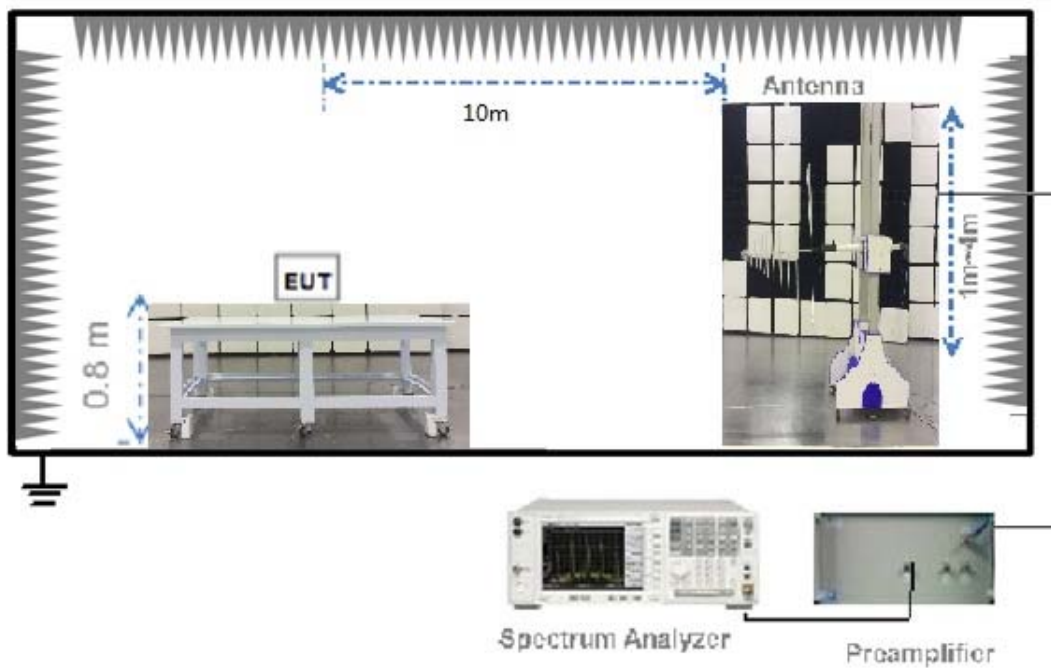 Antenna
10m
1m~4m
EUT
0.8 m
Spectrum Analyzer
Preamplifier